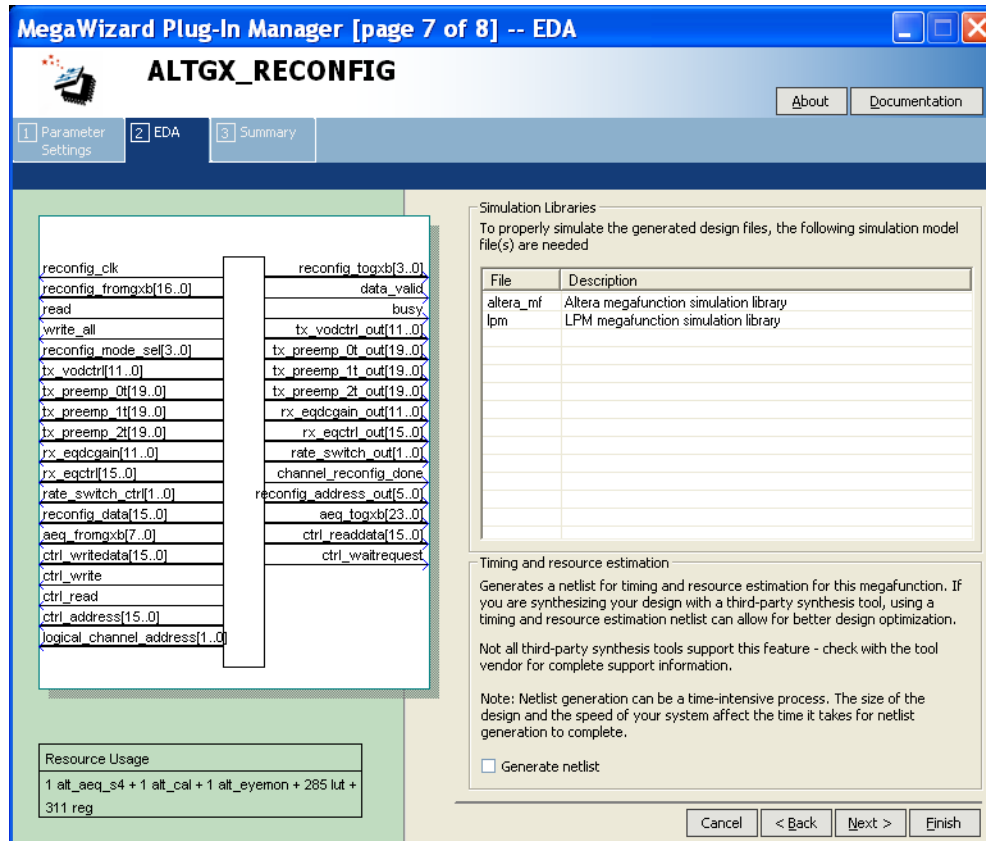 MegaWizard Plug-In Manager [page 7 of 8] -- EDA
ALTGX_RECONFIG
About
Documentation
1 Parameter Settings
2 EDA
3 Summary
reconfig_clk
reconfig_fromgxb[16..0]
read
write_all
reconfig_mode_sel[3..0]
tx_vodctrl[11..0]
tx_preemp_0t[19..0]
tx_preemp_1t[19..0]
tx_preemp_2t[19..0]
rx_eqdcgain[11..0]
rx_eqctrl[15..0]
rate_switch_ctrl[1..0]
reconfig_data[15..0]
aeq_fromgxb[7..0]
ctrl_writedata[15..0]
ctrl_write
ctrl_read
ctrl_address[15..0]
logical_channel_address[1..0]
reconfig_togxb[3..0]
data_valid
busy
tx_vodctrl_out[11..0]
tx_preemp_0t_out[19..0]
tx_preemp_1t_out[19..0]
tx_preemp_2t_out[19..0]
rx_eqdcgain_out[11..0]
rx_eqctrl_out[15..0]
rate_switch_out[1..0]
channel_reconfig_done
reconfig_address_out[5..0]
aeq_togxb[23..0]
ctrl_readdata[15..0]
ctrl_waitrequest
Resource Usage
1 alt_aeq_s4 + 1 alt_cal + 1 alt_eyemon + 285 lut +
311 reg
Simulation Libraries
To properly simulate the generated design files, the following simulation model
file(s) are needed
File Description
altera_mf Altera megafunction simulation library
lpm LPM megafunction simulation library
Timing and resource estimation
Generates a netlist for timing and resource estimation for this megafunction. If
you are synthesizing your design with a third-party synthesis tool, using a
timing and resource estimation netlist can allow for better design optimization.
Not all third-party synthesis tools support this feature - check with the tool
vendor for complete support information.
Note: Netlist generation can be a time-intensive process. The size of the
design and the speed of your system affect the time it takes for netlist
generation to complete.
Generate netlist
Cancel
< Back
Next >
Finish